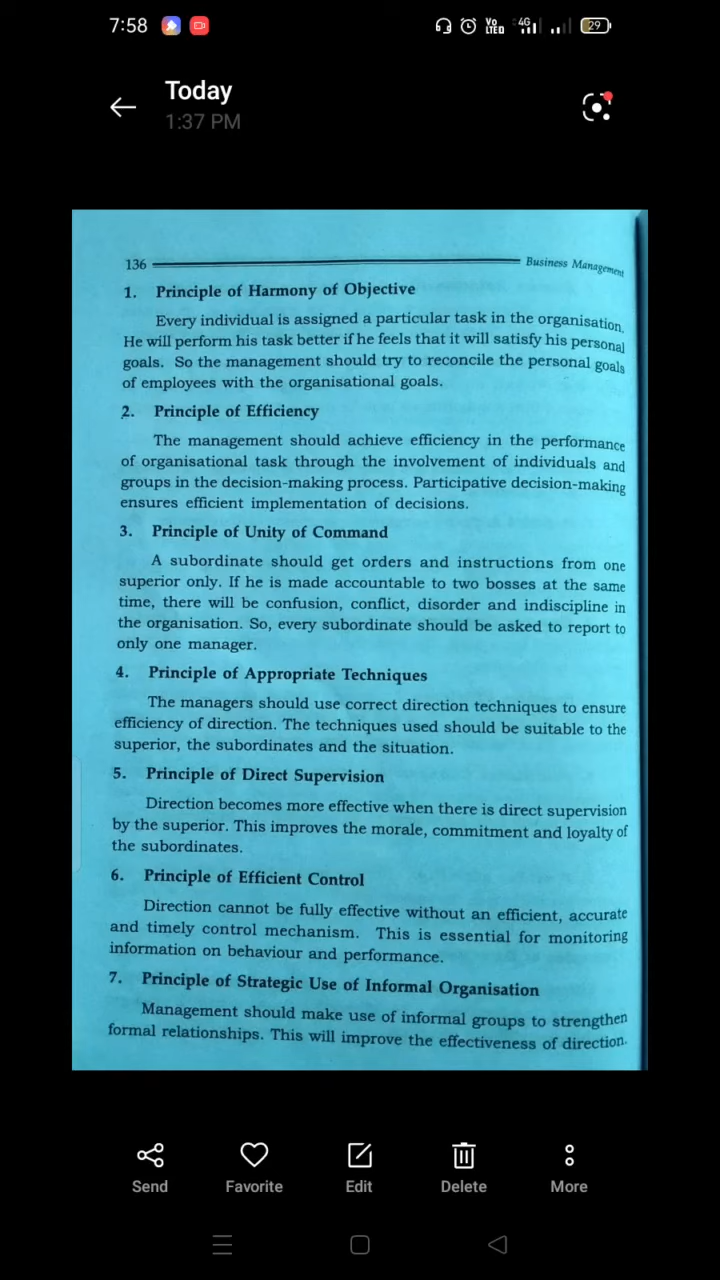 7:58
Vo
LTE
4G
29
Today
1:37 PM
136
Business Management
1. Principle of Harmony of Objective
Every individual is assigned a particular task in the organisation.
He will perform his task better if he feels that it will satisfy his personal
goals. So the management should try to reconcile the personal goals
of employees with the organisational goals.
2. Principle of Efficiency
The management should achieve efficiency in the performance
of organisational task through the involvement of individuals and
groups in the decision-making process. Participative decision-making
ensures efficient implementation of decisions.
3. Principle of Unity of Command
A subordinate should get orders and instructions from one
superior only. If he is made accountable to two bosses at the same
time, there will be confusion, conflict, disorder and indiscipline in
the organisation. So, every subordinate should be asked to report to
only one manager.
4. Principle of Appropriate Techniques
The managers should use correct direction techniques to ensure
efficiency of direction. The techniques used should be suitable to the
superior, the subordinates and the situation.
5. Principle of Direct Supervision
Direction becomes more effective when there is direct supervision
by the superior. This improves the morale, commitment and loyalty of
the subordinates.
6. Principle of Efficient Control
Direction cannot be fully effective without an efficient, accurate
and timely control mechanism. This is essential for monitoring
information on behaviour and performance.
7. Principle of Strategic Use of Informal Organisation
Management should make use of informal groups to strengthen
formal relationships. This will improve the effectiveness of direction.
Send
Favorite
Edit
Delete
More